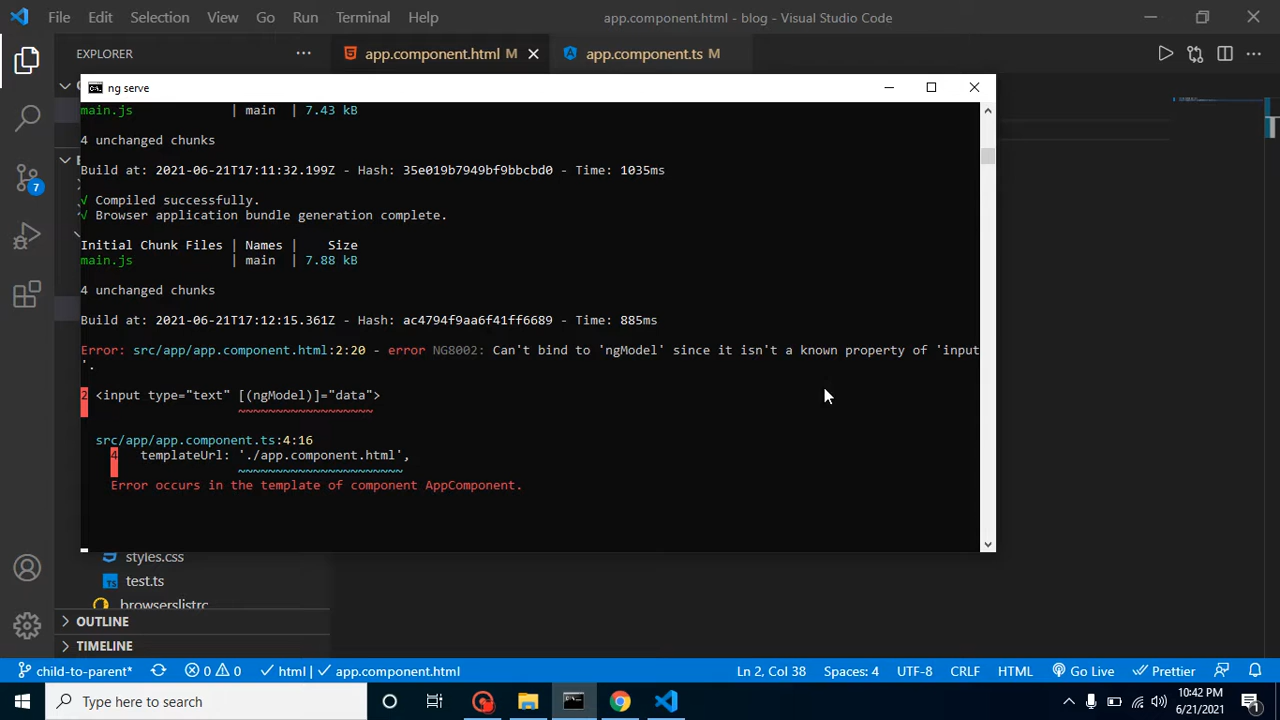 File Edit Selection View Go Run Terminal Help app.component.html - blog - Visual Studio Code
EXPLORER
app.component.html M
app.component.ts M
ng serve
main.js | main | 7.43 kB
4 unchanged chunks
Build at: 2021-06-21T17:11:32.199Z - Hash: 35e019b7949bf9bbcbd0 - Time: 1035ms
√ Compiled successfully.
√ Browser application bundle generation complete.
Initial Chunk Files | Names | Size
main.js | main | 7.88 kB
4 unchanged chunks
Build at: 2021-06-21T17:12:15.361Z - Hash: ac4794f9aa6f41ff6689 - Time: 885ms
Error: src/app/app.component.html:2:20 - error NG8002: Can't bind to 'ngModel' since it isn't a known property of 'input
'.
2 <input type="text" [(ngModel)]="data">
~~~~~~~~~~~~~~~~~~
src/app/app.component.ts:4:16
4 templateUrl: './app.component.html',
~~~~~~~~~~~~~~~~~~~~~~
Error occurs in the template of component AppComponent.
7
styles.css
TS test.ts
browserslistrc
OUTLINE
TIMELINE
child-to-parent* 0 0 html | app.component.html Ln 2, Col 38 Spaces: 4 UTF-8 CRLF HTML Go Live Prettier
Type here to search
10:42 PM
6/21/2021
1